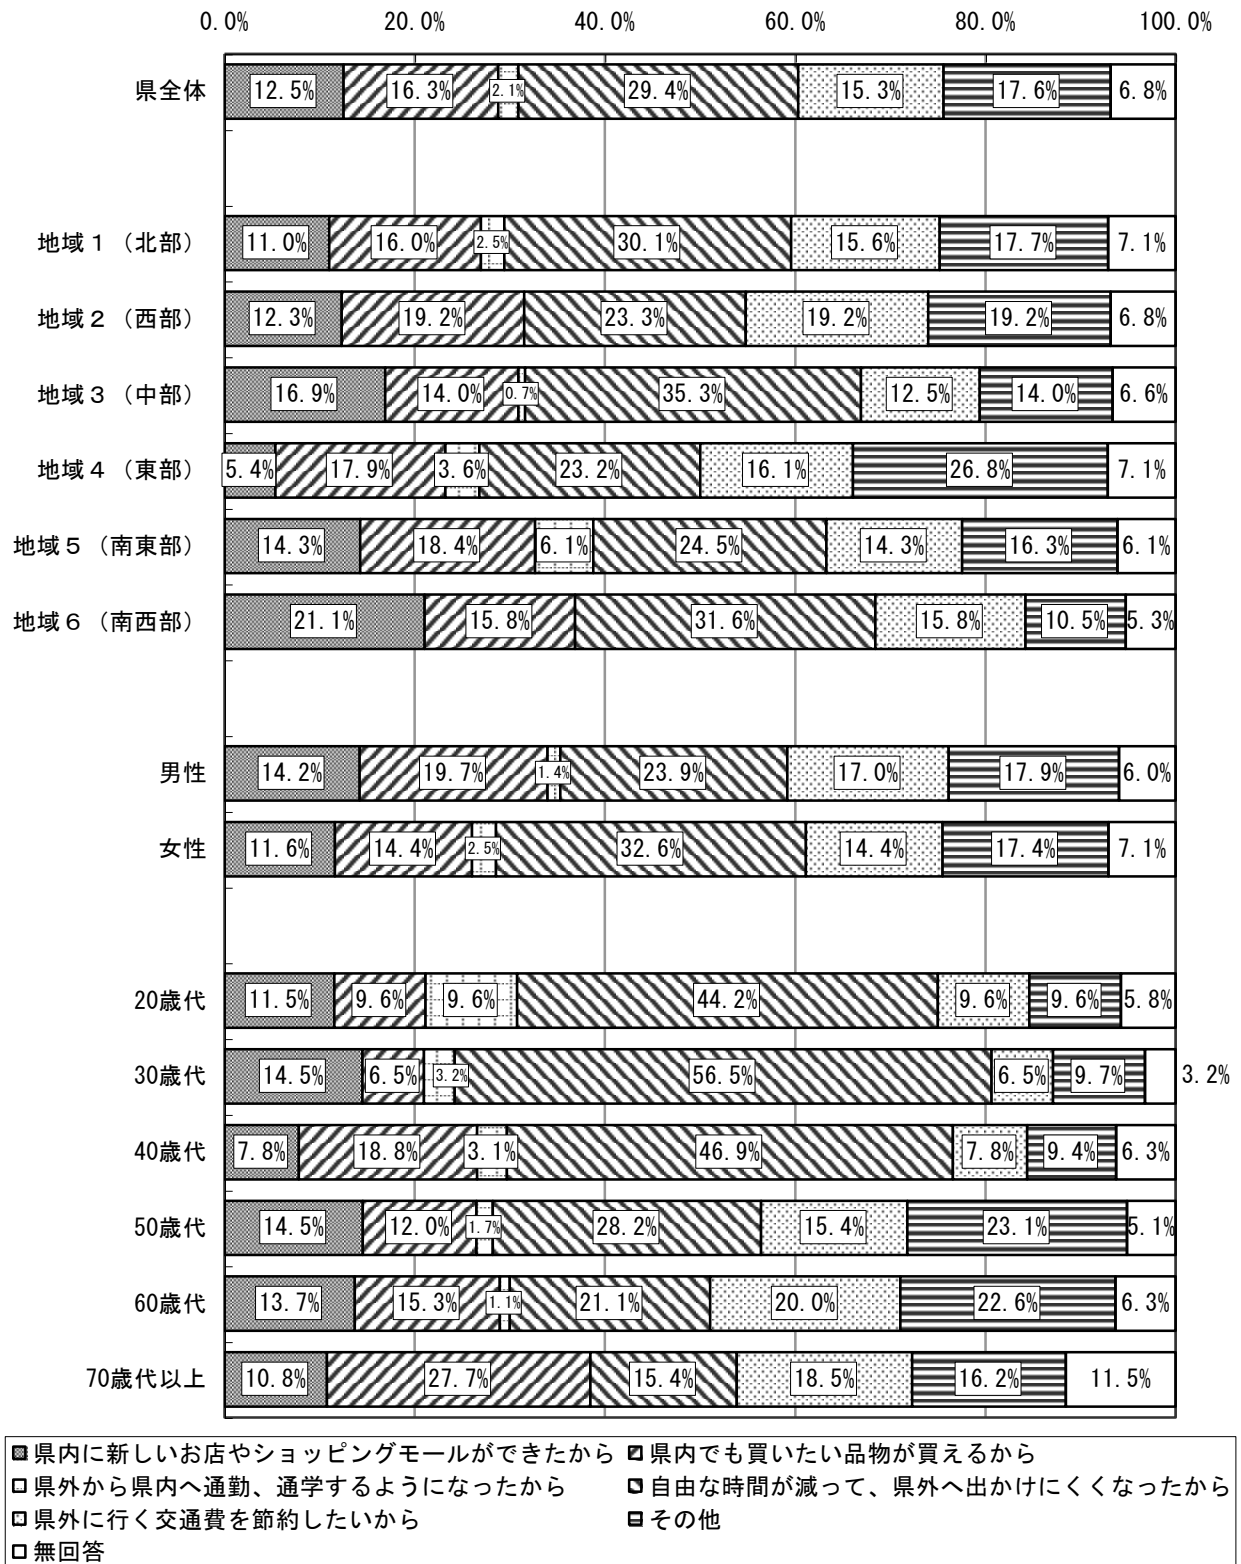 0.0% 20.0% 40.0% 60.0% 80.0% 100.0%
県全体 12.5% 16.3% 2.1% 29.4% 15.3% 17.6% 6.8%
地域１（北部） 11.0% 16.0% 2.5% 30.1% 15.6% 17.7% 7.1%
地域２（西部） 12.3% 19.2% 23.3% 19.2% 19.2% 6.8%
地域３（中部） 16.9% 14.0% 0.7% 35.3% 12.5% 14.0% 6.6%
地域４（東部） 5.4% 17.9% 3.6% 23.2% 16.1% 26.8% 7.1%
地域５（南東部） 14.3% 18.4% 6.1% 24.5% 14.3% 16.3% 6.1%
地域６（南西部） 21.1% 15.8% 31.6% 15.8% 10.5% 5.3%
男性 14.2% 19.7% 1.4% 23.9% 17.0% 17.9% 6.0%
女性 11.6% 14.4% 2.5% 32.6% 14.4% 17.4% 7.1%
20歳代 11.5% 9.6% 9.6% 44.2% 9.6% 9.6% 5.8%
30歳代 14.5% 6.5% 3.2% 56.5% 6.5% 9.7% 3.2%
40歳代 7.8% 18.8% 3.1% 46.9% 7.8% 9.4% 6.3%
50歳代 14.5% 12.0% 1.7% 28.2% 15.4% 23.1% 5.1%
60歳代 13.7% 15.3% 1.1% 21.1% 20.0% 22.6% 6.3%
70歳代以上 10.8% 27.7% 15.4% 18.5% 16.2% 11.5%
県内に新しいお店やショッピングモールができたから 県内でも買いたい品物が買えるから
県外から県内へ通勤、通学するようになったから 自由な時間が減って、県外へ出かけにくくなったから
県外に行く交通費を節約したいから その他
無回答